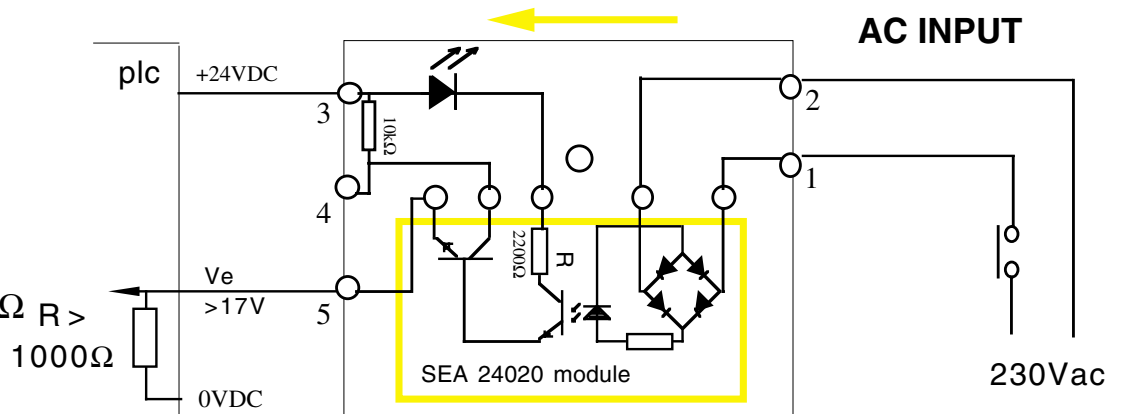 AC INPUT
plc
+24VDC
3
10kΩ
4
2
1
Ve
>17V
5
2200Ω
R
Ω R >
1000Ω
0VDC
SEA 24020 module
230Vac